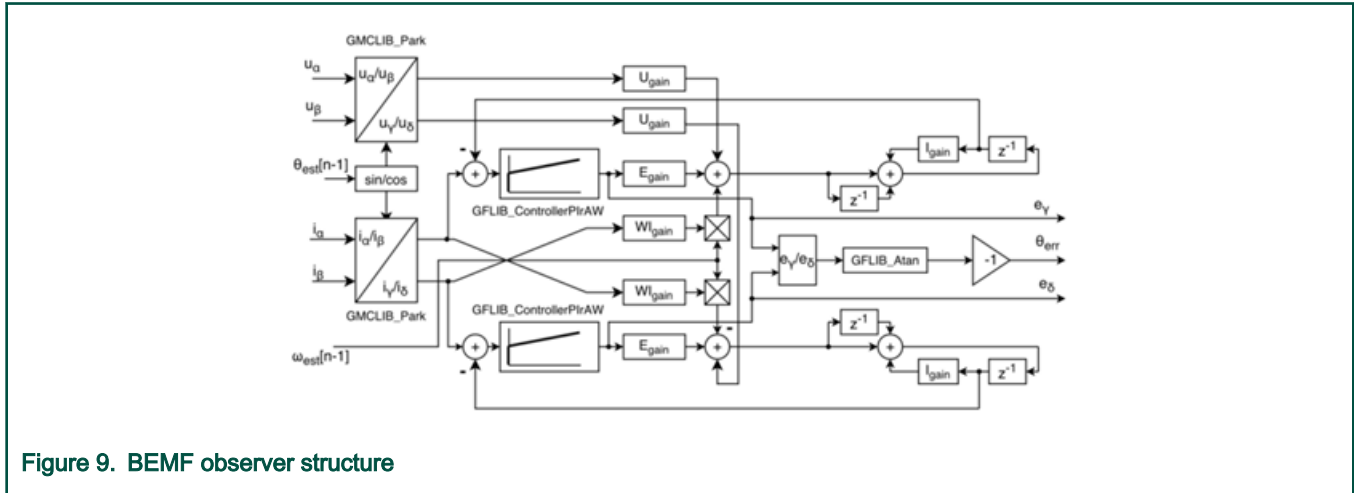 GMCLIB_Park
uα
uα/uβ
Ugain
uβ
uγ/uδ
Ugain
-
Igain
z-1
θest[n-1]
sin/cos
+
Egain
+
+
z-1
GFLIB_ControllerPIrAW
eγ
iα
iα/iβ
WIgain
θerr
eγ/eδ
GFLIB_Atan
-1
iβ
iγ/iδ
WIgain
eδ
GMCLIB_Park
GFLIB_ControllerPIrAW
-
z-1
ωest[n-1]
+
Egain
+
+
-
Igain
z-1
Figure 9. BEMF observer structure